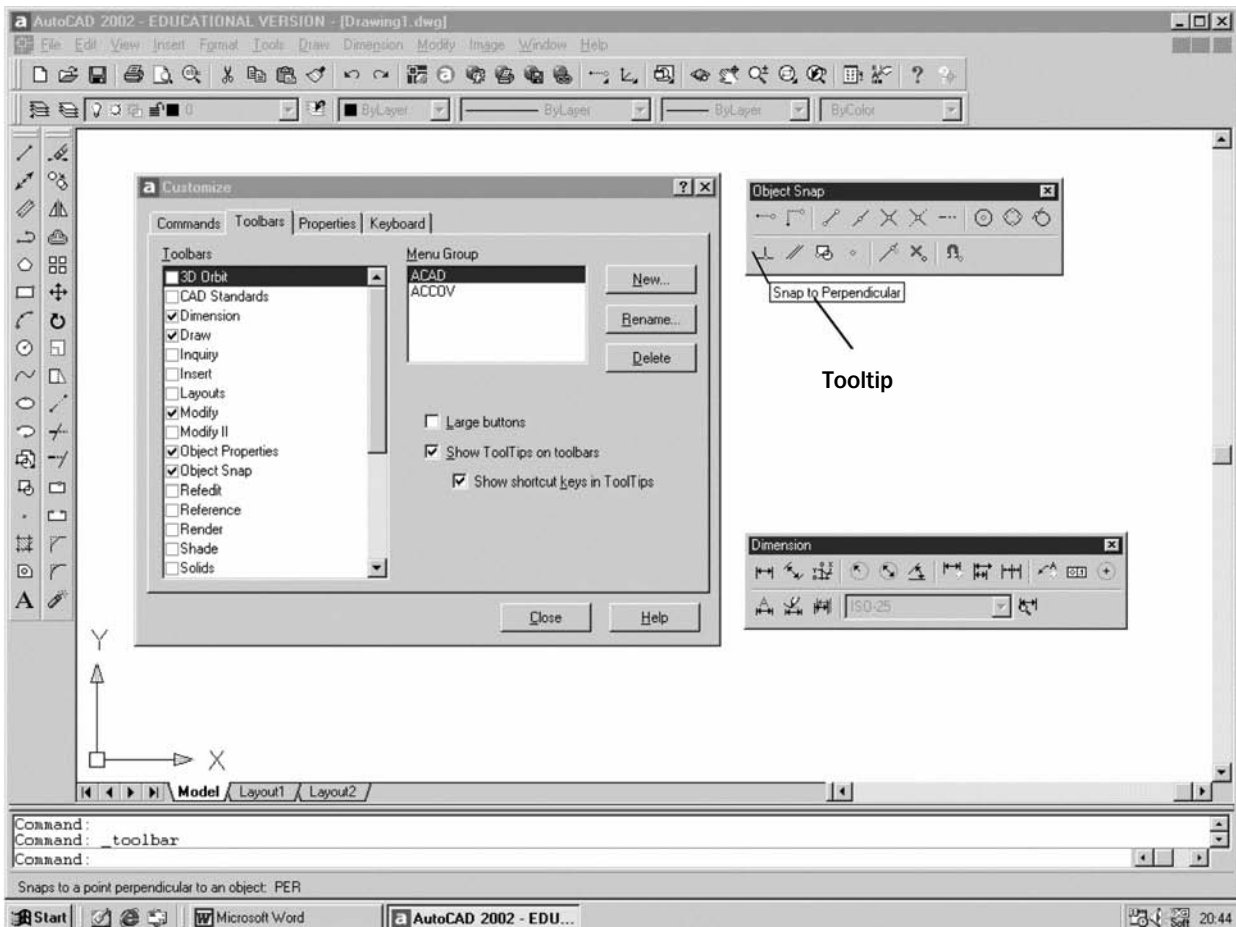 AutoCAD 2002 - EDUCATIONAL VERSION - [Drawing1.dwg]
File Edit View Insert Format Tools Draw Dimension Modify Image Window Help
0 ByLayer ByLayer ByLayer ByColor
Customize
Commands Toolbars Properties Keyboard
Toolbars
3D Orbit
CAD Standards
Dimension
Draw
Inquiry
Insert
Layouts
Modify
Modify II
Object Properties
Object Snap
Refedit
Reference
Render
Shade
Solids
Menu Group
ACAD
ACCOV
New...
Rename...
Delete
Large buttons
Show ToolTips on toolbars
Show shortcut keys in ToolTips
Close Help
Object Snap
Snap to Perpendicular
Tooltip
Dimension
ISO-25
A
Y
X
Model Layout1 Layout2
Command:
Command: _toolbar
Command:
Snaps to a point perpendicular to an object: PER
Start Microsoft Word AutoCAD 2002 - EDU... 20:44